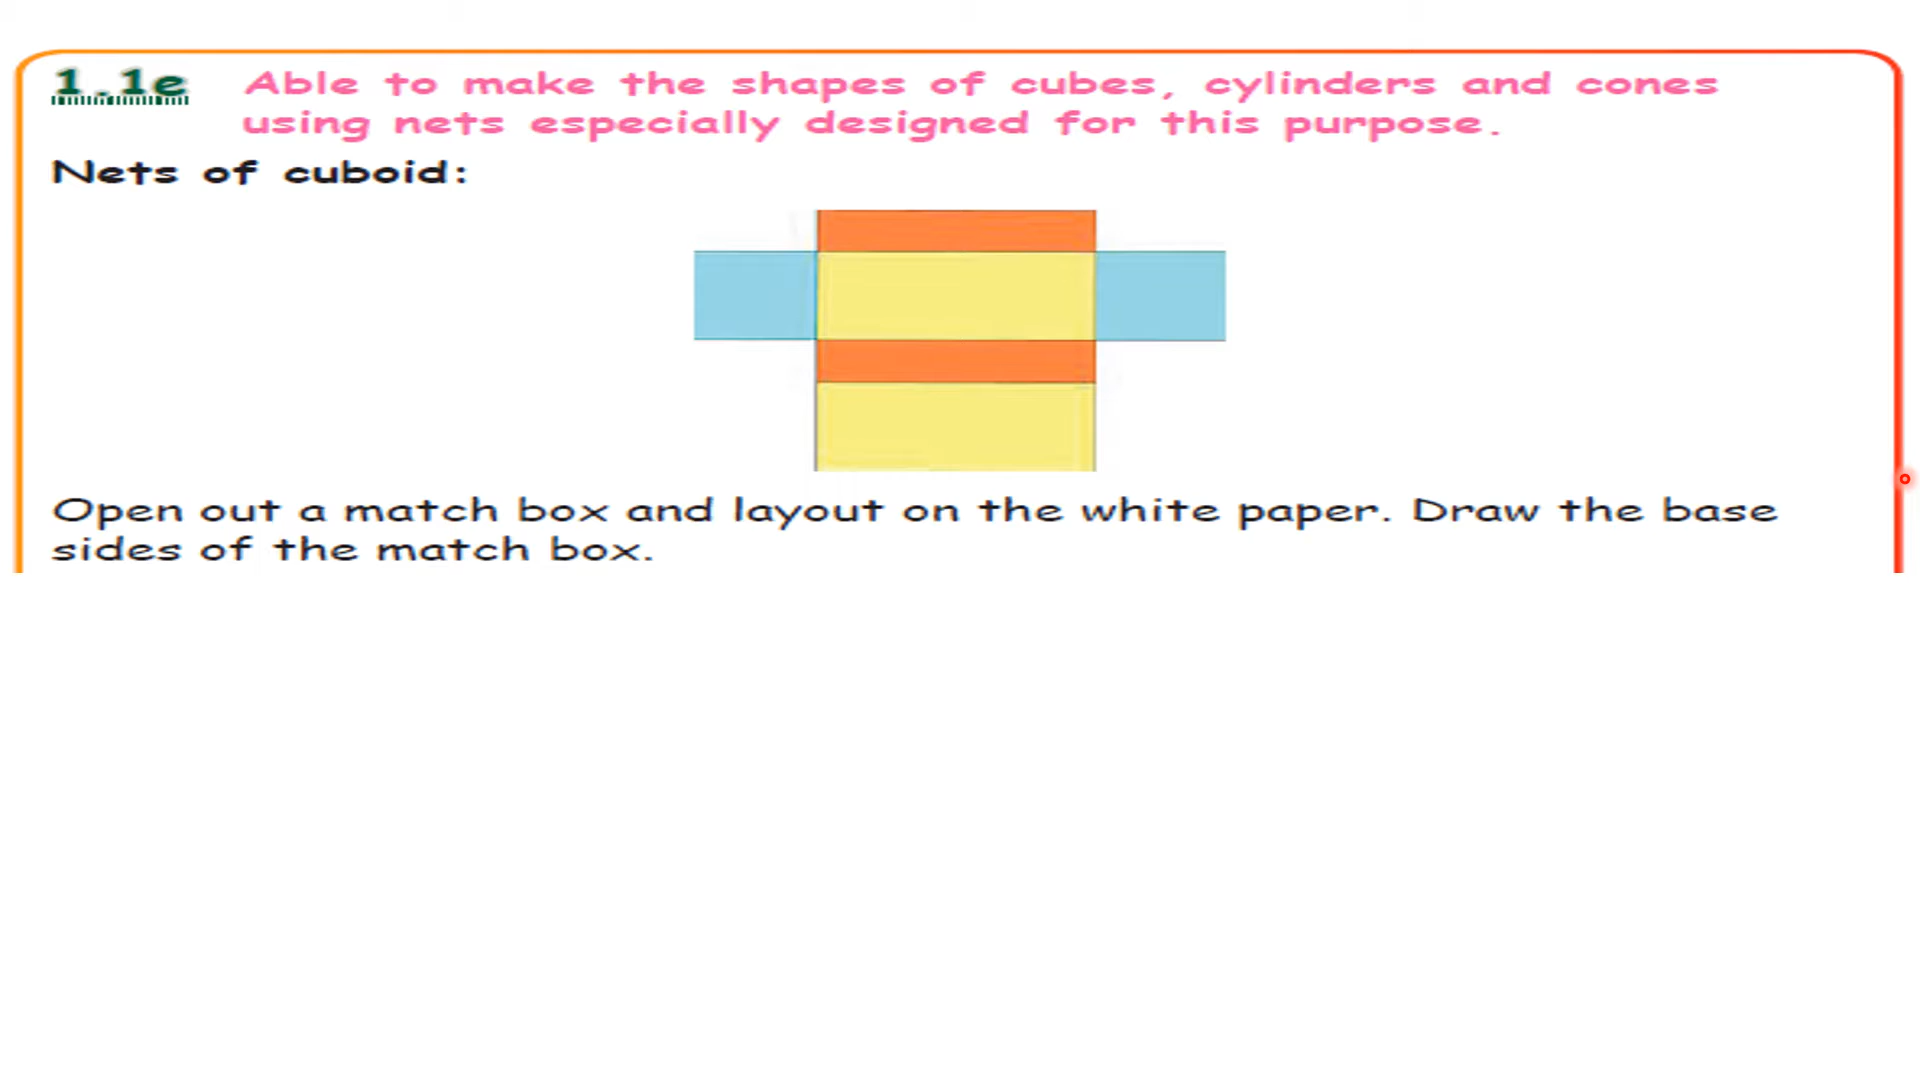 1.1e Able to make the shapes of cubes, cylinders and cones
using nets especially designed for this purpose.
Nets of cuboid:
Open out a match box and layout on the white paper. Draw the base
sides of the match box.